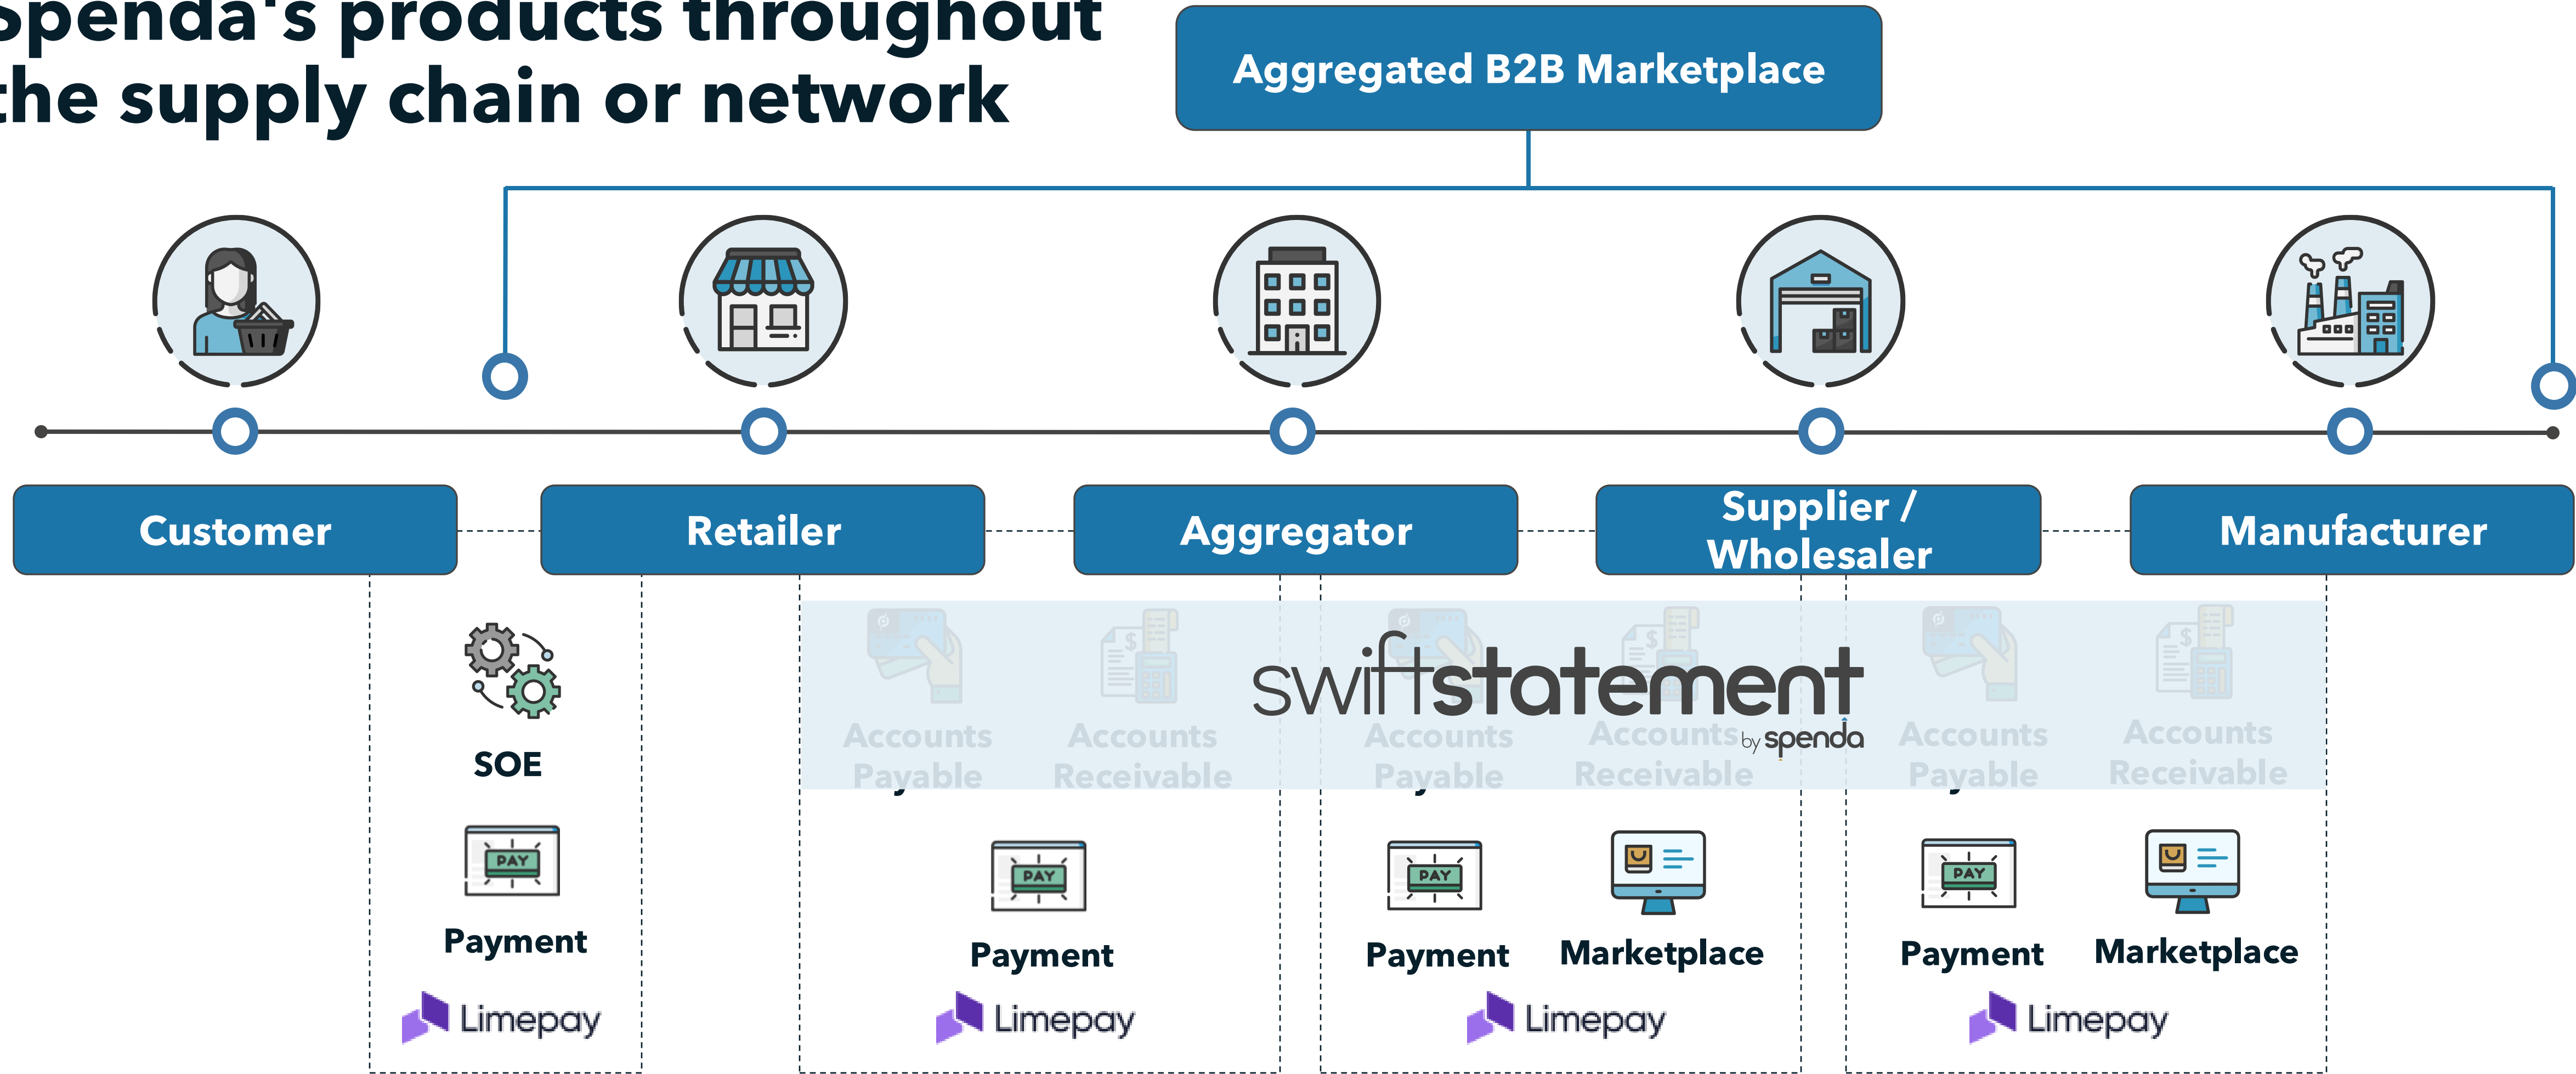 Spenda's products throughout
the supply chain or network
Aggregated B2B Marketplace
Customer
Retailer
Aggregator
Supplier /
Wholesaler
Manufacturer
SOE
PAY
Payment
Limepay
swiftstatement
by spenda
Accounts
Payable
Accounts
Receivable
PAY
Payment
Limepay
Accounts
Payable
Accounts
Receivable
PAY
Payment
Marketplace
Limepay
Accounts
Payable
Accounts
Receivable
PAY
Payment
Marketplace
Limepay